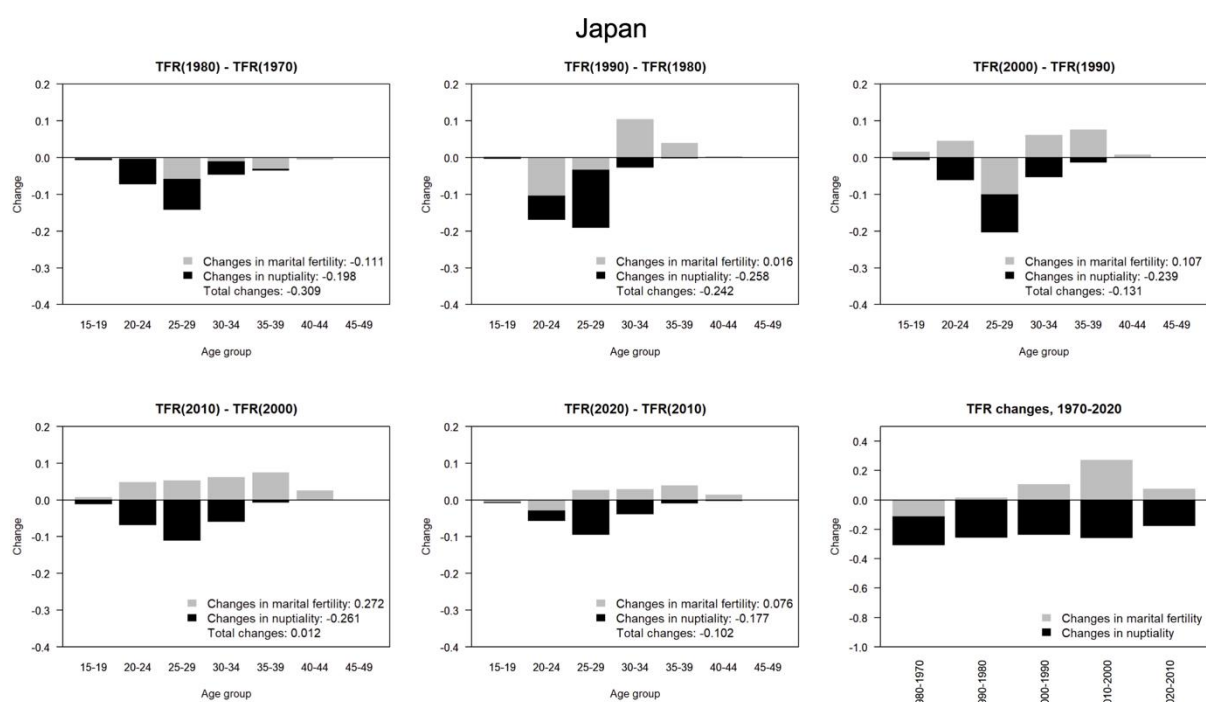 Japan
TFR(1980) - TFR(1970)
0.2
0.1
0.0
-0.1
-0.2
-0.3
-0.4
Change
Changes in marital fertility: -0.111
Changes in nuptiality: -0.198
Total changes: -0.309
15-19 20-24 25-29 30-34 35-39 40-44 45-49
Age group
TFR(1990) - TFR(1980)
0.2
0.1
0.0
-0.1
-0.2
-0.3
-0.4
Change
Changes in marital fertility: 0.016
Changes in nuptiality: -0.258
Total changes: -0.242
15-19 20-24 25-29 30-34 35-39 40-44 45-49
Age group
TFR(2000) - TFR(1990)
0.2
0.1
0.0
-0.1
-0.2
-0.3
-0.4
Change
Changes in marital fertility: 0.107
Changes in nuptiality: -0.239
Total changes: -0.131
15-19 20-24 25-29 30-34 35-39 40-44 45-49
Age group
TFR(2010) - TFR(2000)
0.2
0.1
0.0
-0.1
-0.2
-0.3
-0.4
Change
Changes in marital fertility: 0.272
Changes in nuptiality: -0.261
Total changes: 0.012
15-19 20-24 25-29 30-34 35-39 40-44 45-49
Age group
TFR(2020) - TFR(2010)
0.2
0.1
0.0
-0.1
-0.2
-0.3
-0.4
Change
Changes in marital fertility: 0.076
Changes in nuptiality: -0.177
Total changes: -0.102
15-19 20-24 25-29 30-34 35-39 40-44 45-49
Age group
TFR changes, 1970-2020
0.4
0.2
0.0
-0.2
-0.4
-0.6
-0.8
-1.0
Change
Changes in marital fertility
Changes in nuptiality
980-1970
990-1980
000-1990
010-2000
020-2010